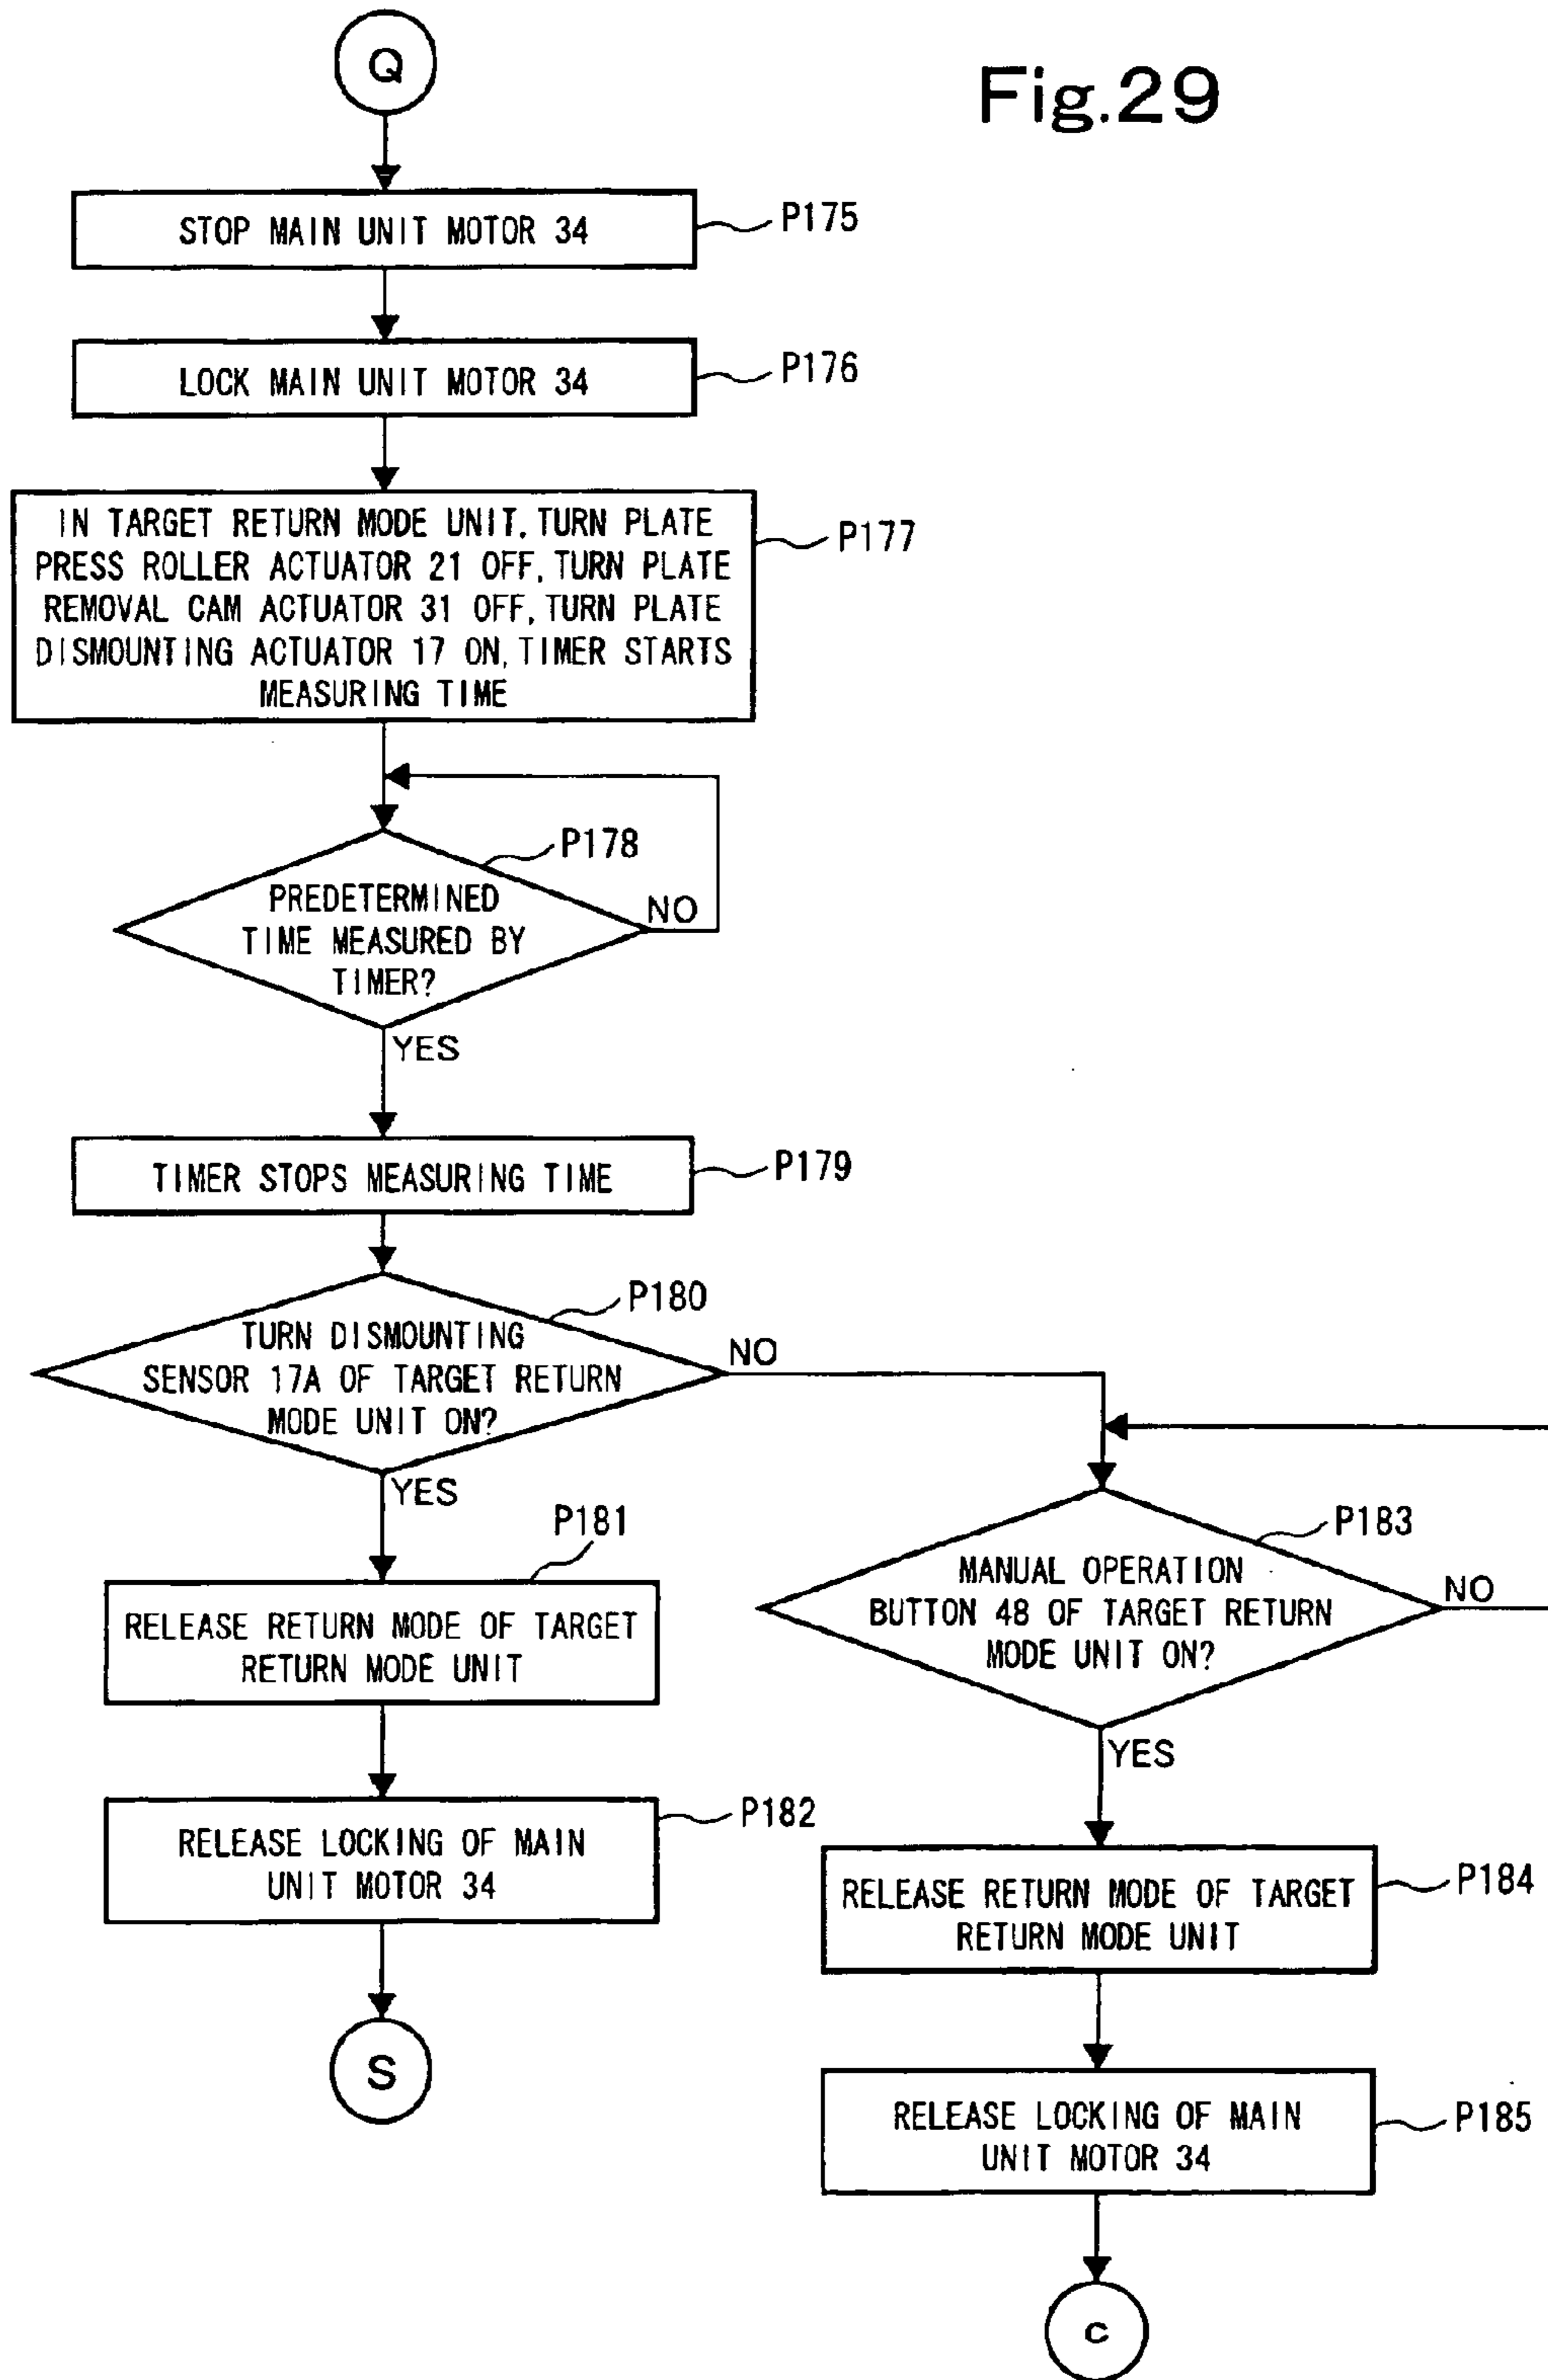 Fig.29
Q
STOP MAIN UNIT MOTOR 34
P175
LOCK MAIN UNIT MOTOR 34
P176
IN TARGET RETURN MODE UNIT, TURN PLATE
PRESS ROLLER ACTUATOR 21 OFF, TURN PLATE
REMOVAL CAM ACTUATOR 31 OFF, TURN PLATE
DISMOUNTING ACTUATOR 17 ON, TIMER STARTS
MEASURING TIME
P177
P178
PREDETERMINED
TIME MEASURED BY
TIMER?
NO
YES
TIMER STOPS MEASURING TIME
P179
P180
TURN DISMOUNTING
SENSOR 17A OF TARGET RETURN
MODE UNIT ON?
NO
YES
P181
RELEASE RETURN MODE OF TARGET
RETURN MODE UNIT
P182
RELEASE LOCKING OF MAIN
UNIT MOTOR 34
S
P183
MANUAL OPERATION
BUTTON 48 OF TARGET RETURN
MODE UNIT ON?
NO
YES
RELEASE RETURN MODE OF TARGET
RETURN MODE UNIT
P184
RELEASE LOCKING OF MAIN
UNIT MOTOR 34
P185
c